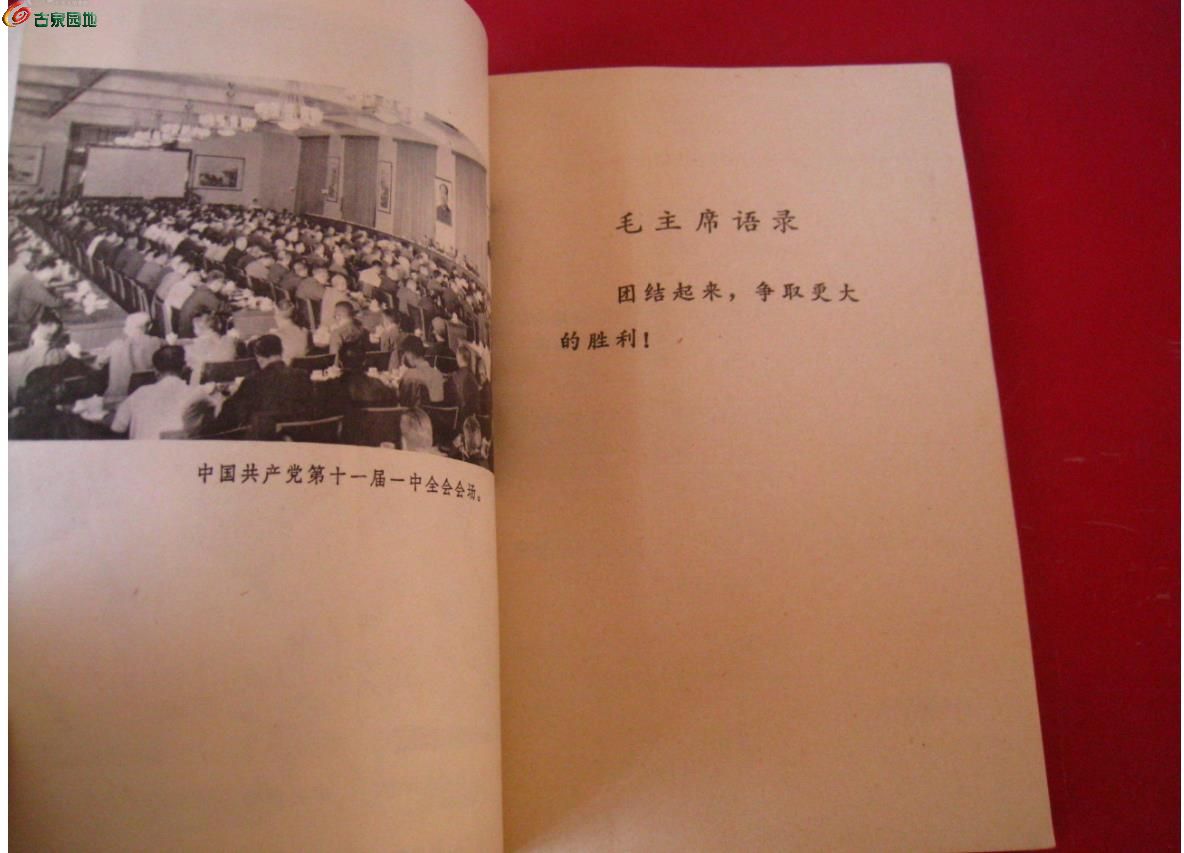 古泉园地
中国共产党第十一届一中全会会场。
毛主席语录
团结起来，争取更大
的胜利！